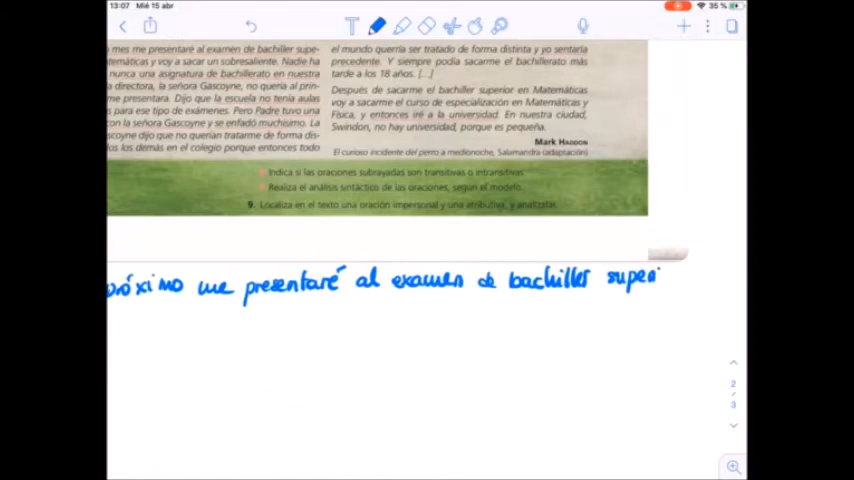 13:07 Mié 15 abr
35 %
T
mes me presentaré al examen de bachiller supe-
temáticas y voy a sacar un sobresaliente. Nadie ha
nunca una asignatura de bachillerato en nuestra
a directora, la señora Gascoyne, no quería al prin-
me presentara. Dijo que la escuela no tenía aulas
s para ese tipo de exámenes. Pero Padre tuvo una
con la señora Gascoyne y se enfadó muchísimo. La
scoyne dijo que no querían tratarme de forma dis-
los los demás en el colegio porque entonces todo
el mundo querría ser tratado de forma distinta y yo sentaría
precedente. Y siempre podía sacarme el bachillerato más
tarde a los 18 años. [...]
Después de sacarme el bachiller superior en Matemáticas
voy a sacarme el curso de especialización en Matemáticas y
Física, y entonces iré a la universidad. En nuestra ciudad,
Swindon, no hay universidad, porque es pequeña.
Mark HADDON
El curioso incidente del perro a medianoche, Salamandra (adaptación)
Indica si las oraciones subrayadas son transitivas o intransitivas.
Realiza el análisis sintáctico de las oraciones, según el modelo.
9. Localiza en el texto una oración impersonal y una atributiva, y analízalas.
próximo me presentaré al examen de bachiller superi
2
3